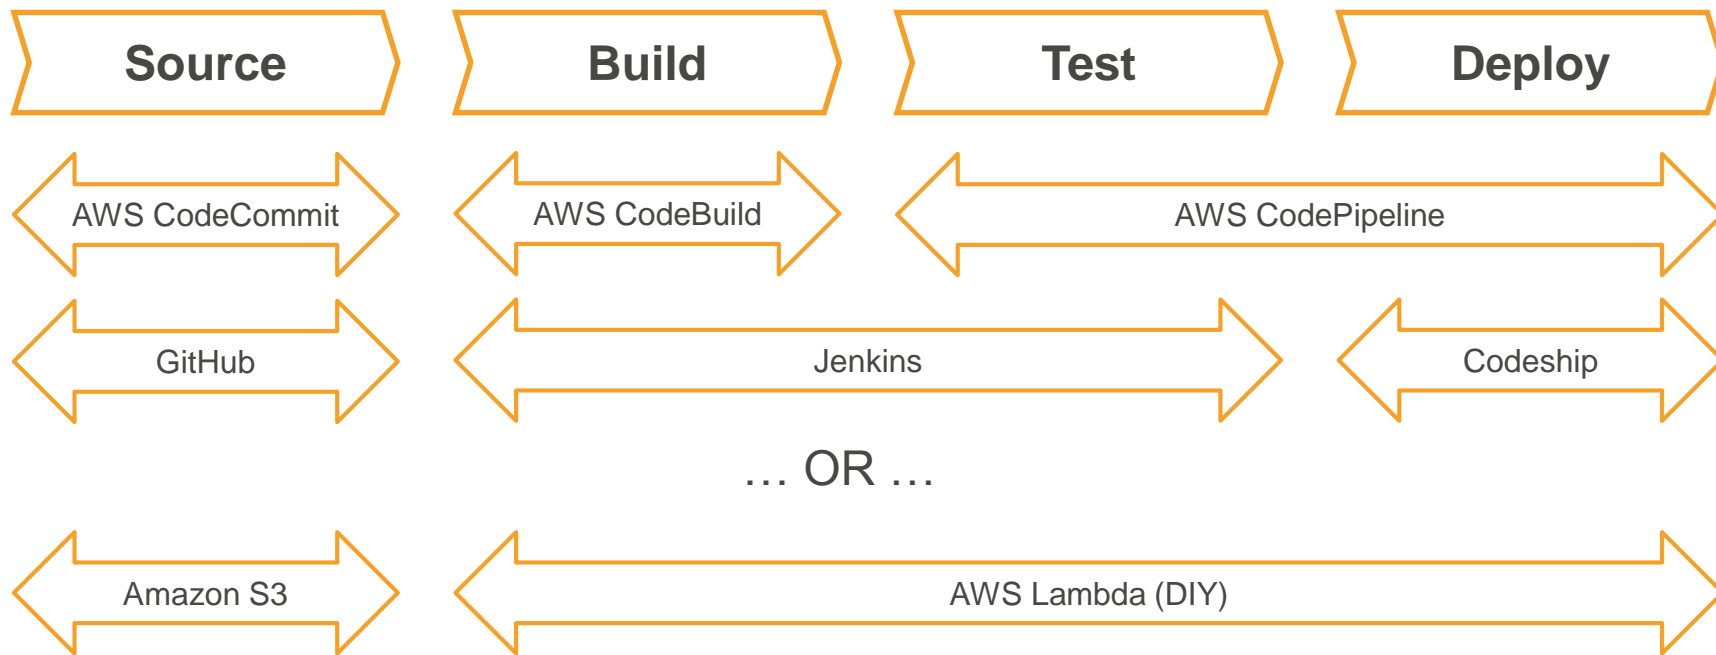 Source
Build
Test
Deploy
AWS CodeCommit
AWS CodeBuild
AWS CodePipeline
GitHub
Jenkins
Codeship
... OR ...
Amazon S3
AWS Lambda (DIY)